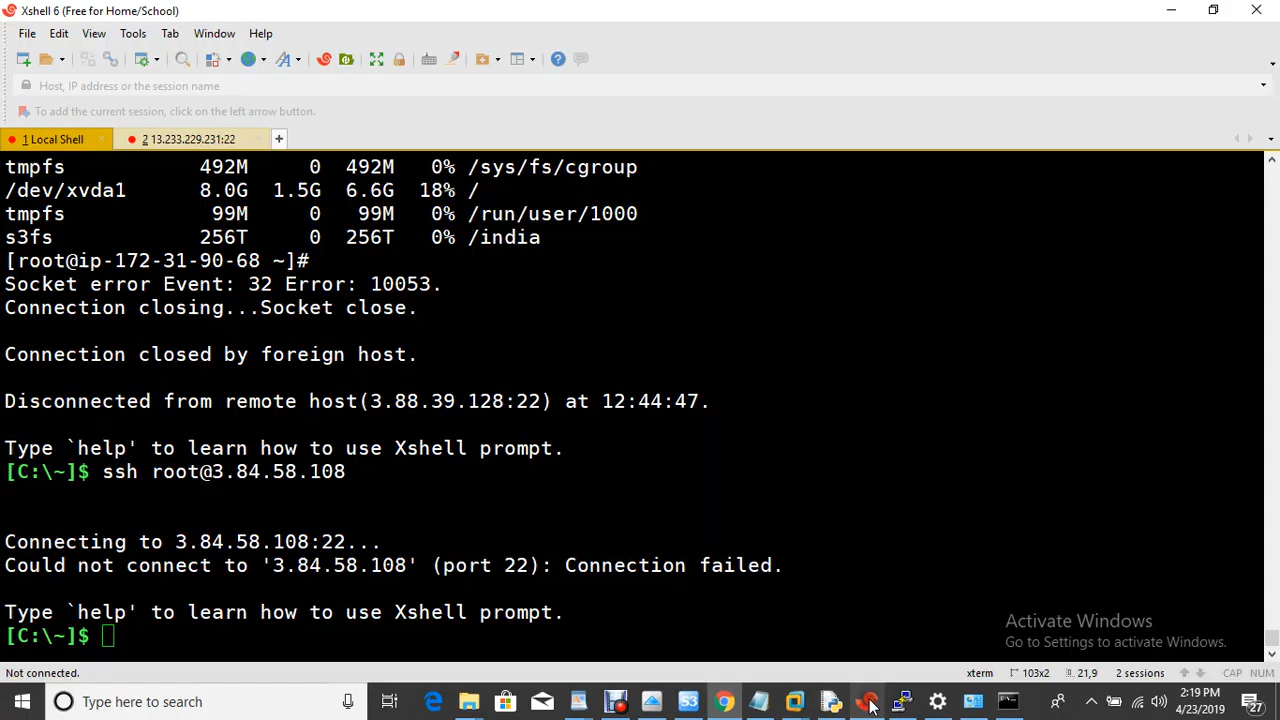 Xshell 6 (Free for Home/School)
File Edit View Tools Tab Window Help
Host, IP address or the session name
To add the current session, click on the left arrow button.
1 Local Shell 2 13.233.229.231:22
tmpfs 492M 0 492M 0% /sys/fs/cgroup
/dev/xvda1 8.0G 1.5G 6.6G 18% /
tmpfs 99M 0 99M 0% /run/user/1000
s3fs 256T 0 256T 0% /india
[root@ip-172-31-90-68 ~]#
Socket error Event: 32 Error: 10053.
Connection closing...Socket close.
Connection closed by foreign host.
Disconnected from remote host(3.88.39.128:22) at 12:44:47.
Type `help' to learn how to use Xshell prompt.
[C:\~]$ ssh root@3.84.58.108
Connecting to 3.84.58.108:22...
Could not connect to '3.84.58.108' (port 22): Connection failed.
Type `help' to learn how to use Xshell prompt.
[C:\~]$
Activate Windows
Go to Settings to activate Windows.
Not connected. xterm 103x2 21,9 2 sessions CAP NUM
Type here to search
S3
2:19 PM
4/23/2019
27